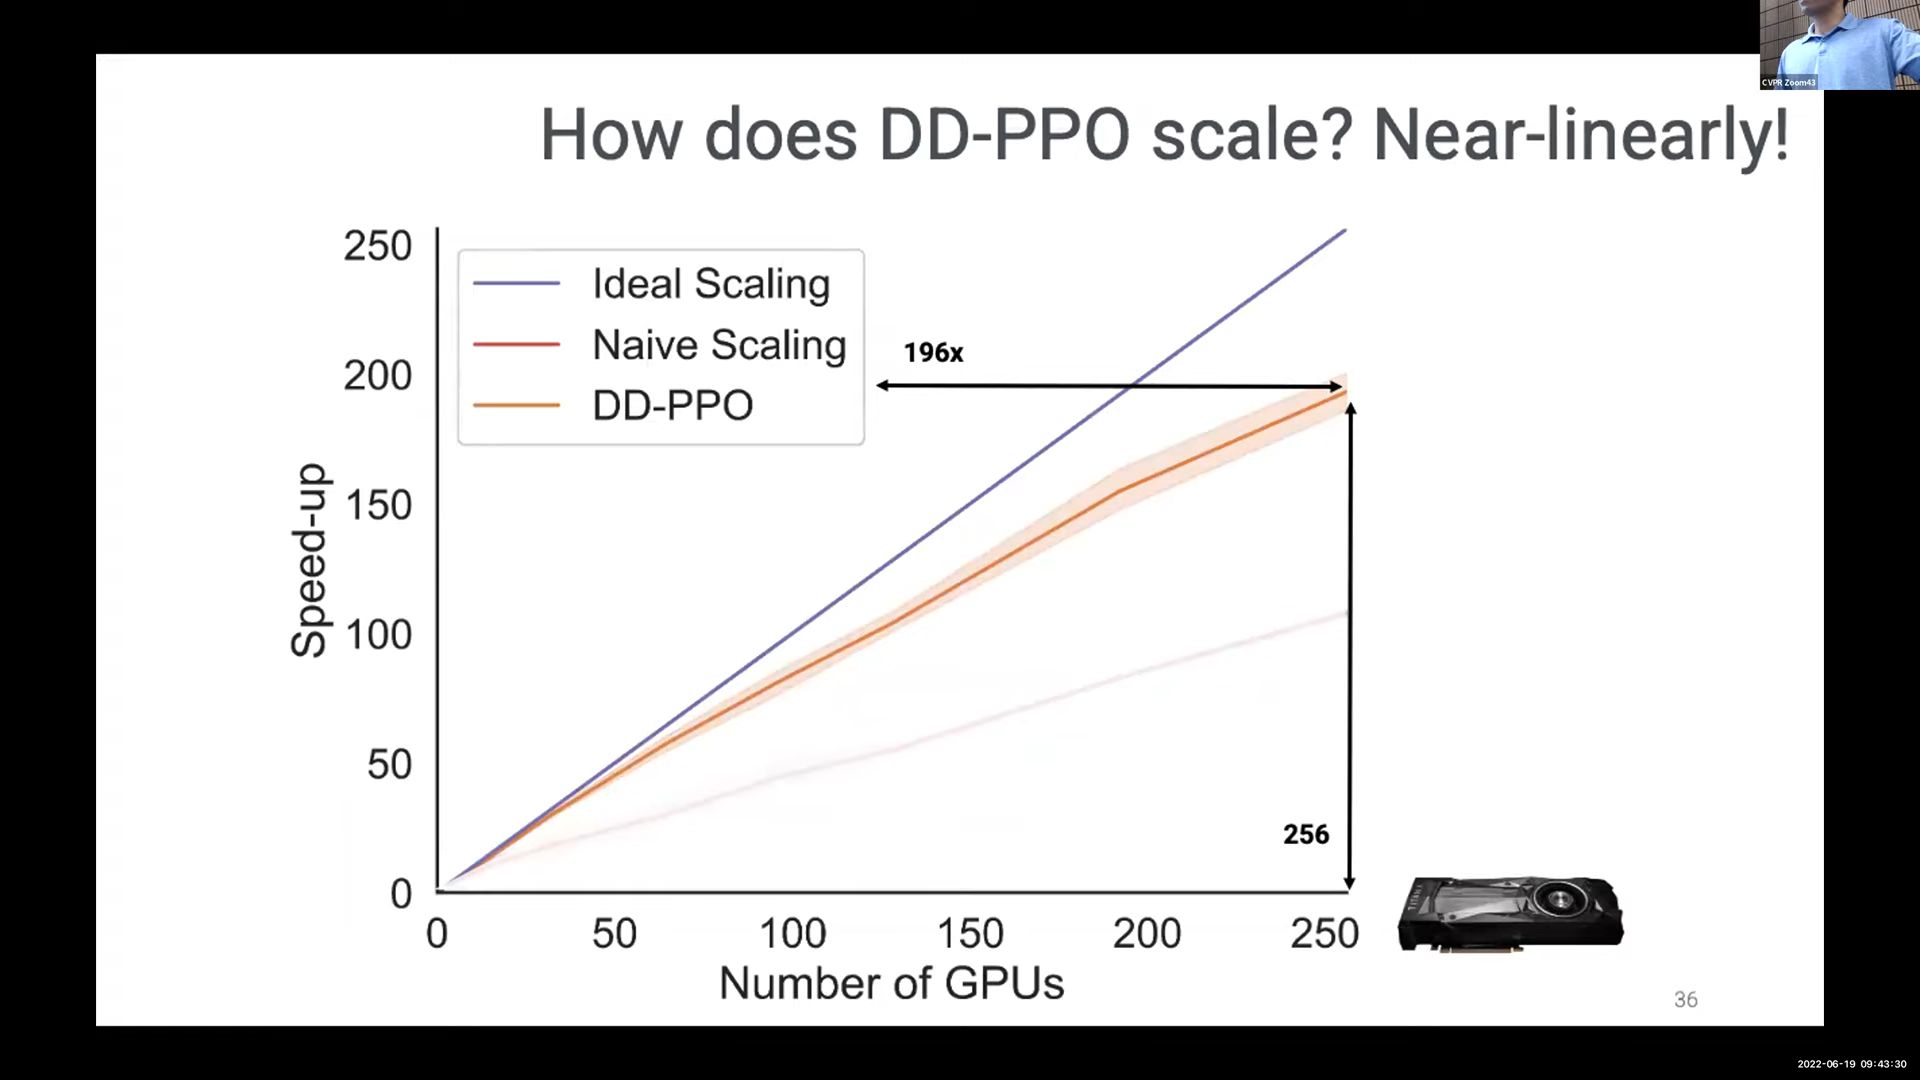 CVPR Zoom43
How does DD-PPO scale? Near-linearly!
250
200
150
100
50
0
Speed-up
Ideal Scaling
Naive Scaling
DD-PPO
196x
256
0
50
100
150
200
250
Number of GPUs
TITAN X
36
2022-06-19 09:43:30